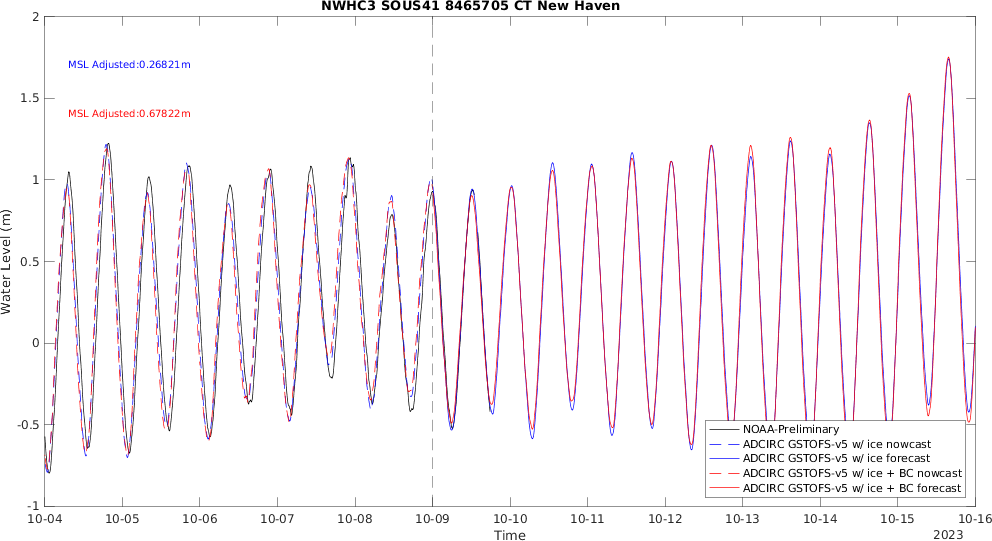 NWHC3 SOUS41 8465705 CT New Haven
MSL Adjusted:0.26821m
MSL Adjusted:0.67822m
Water Level (m)
2
1.5
1
0.5
0
-0.5
-1
NOAA-Preliminary
ADCIRC GSTOFS-v5 w/ ice nowcast
ADCIRC GSTOFS-v5 w/ ice forecast
ADCIRC GSTOFS-v5 w/ ice + BC nowcast
ADCIRC GSTOFS-v5 w/ ice + BC forecast
10-04 10-05 10-06 10-07 10-08 10-09 10-10 10-11 10-12 10-13 10-14 10-15 10-16
2023
Time